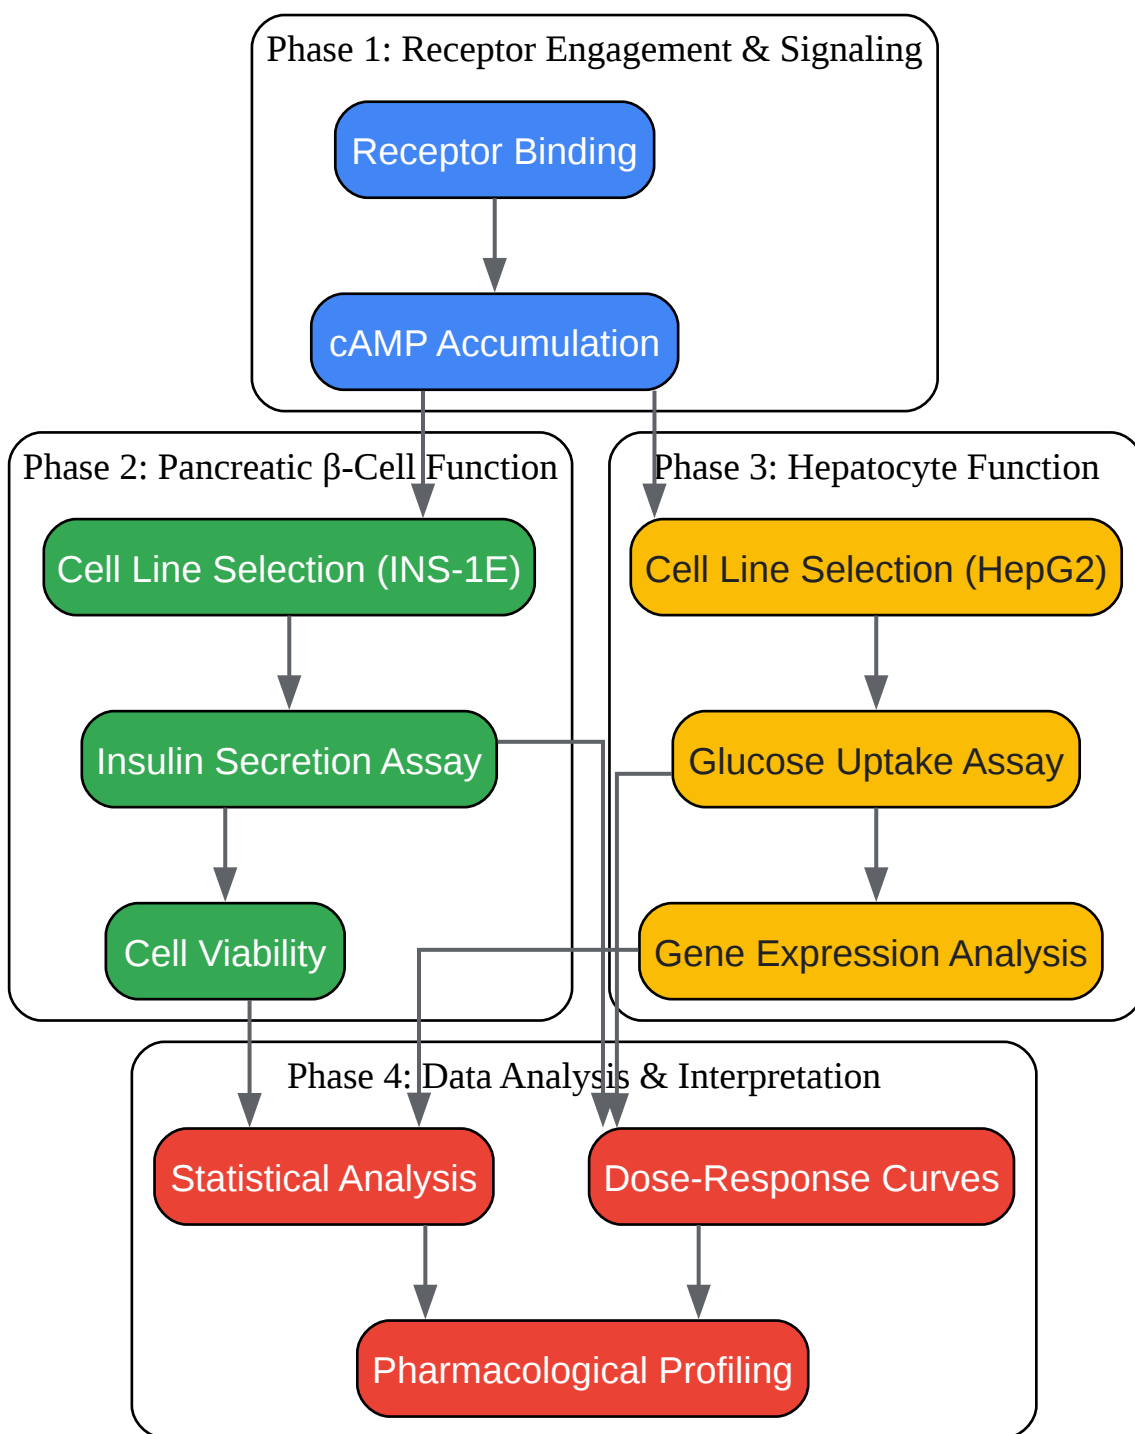 Phase 1: Receptor Engagement & Signaling
Receptor Binding
cAMP Accumulation
Phase 2: Pancreatic β-Cell Function
Cell Line Selection (INS-1E)
Insulin Secretion Assay
Cell Viability
Phase 3: Hepatocyte Function
Cell Line Selection (HepG2)
Glucose Uptake Assay
Gene Expression Analysis
Phase 4: Data Analysis & Interpretation
Statistical Analysis
Dose-Response Curves
Pharmacological Profiling